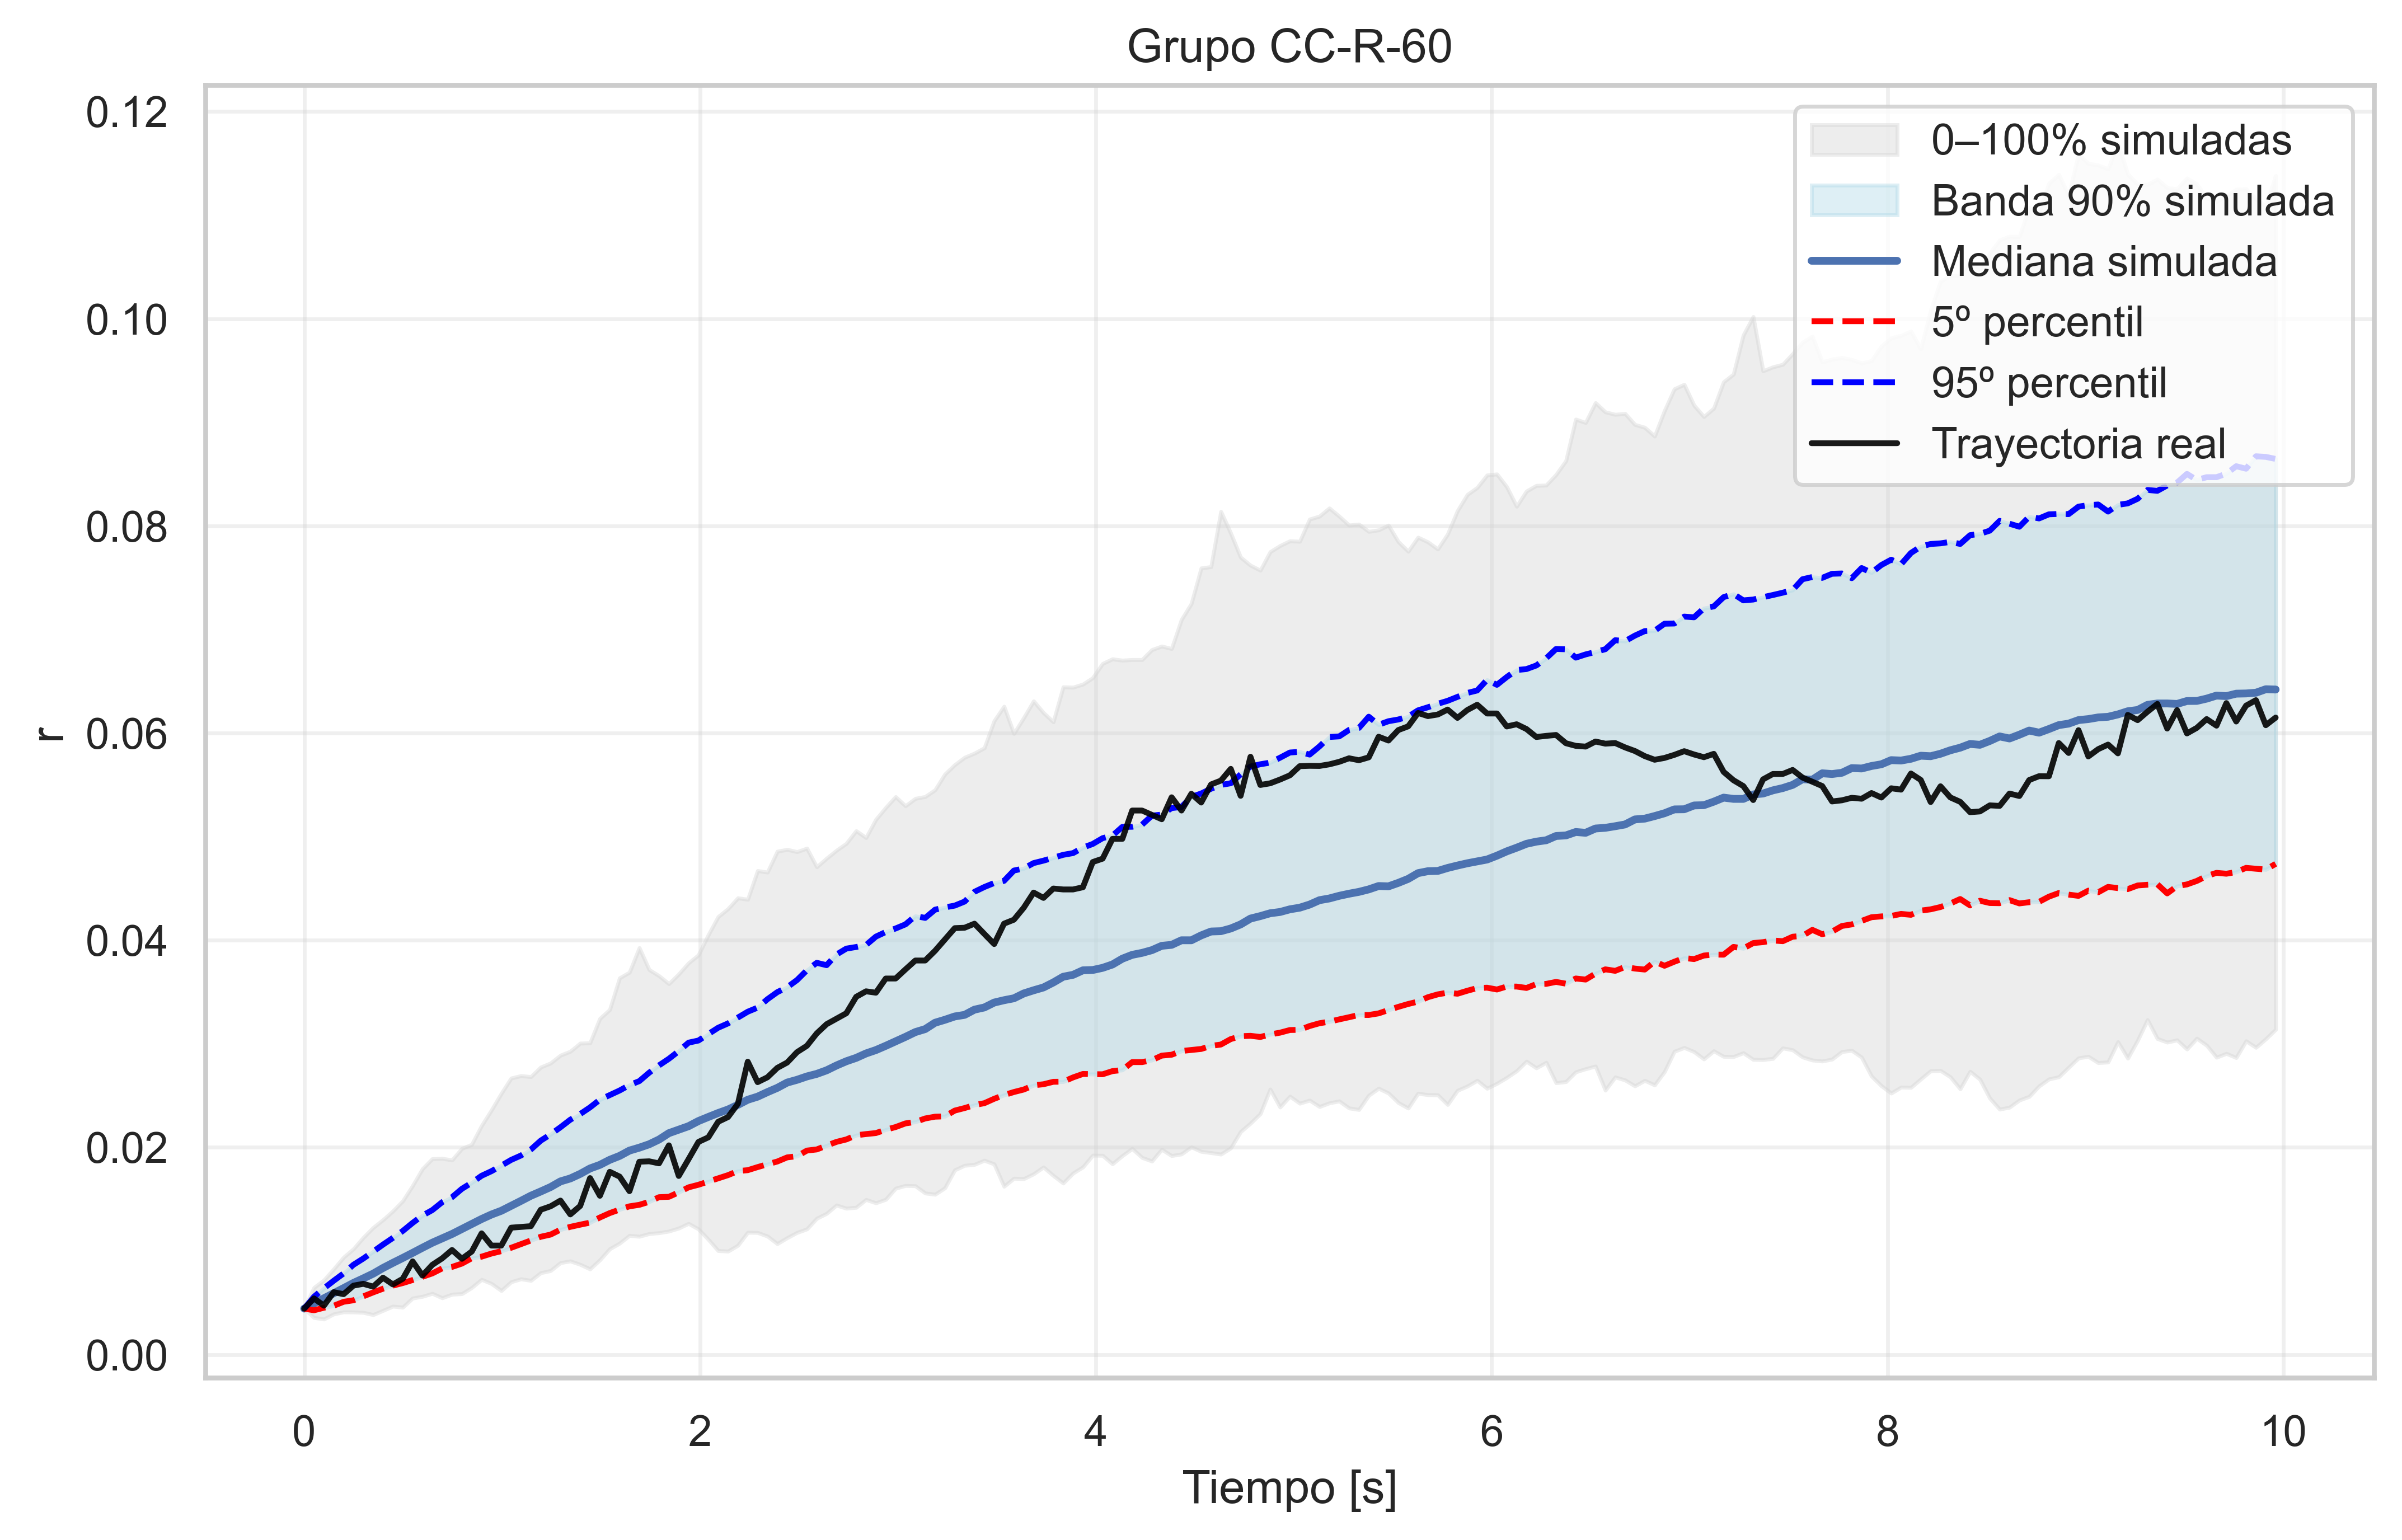 Grupo CC-R-60
0.12
0.10
0.08
0.06
0.04
0.02
0.00
r
0–100% simuladas
Banda 90% simulada
Mediana simulada
5º percentil
95º percentil
Trayectoria real
0 2 4 6 8 10
Tiempo [s]